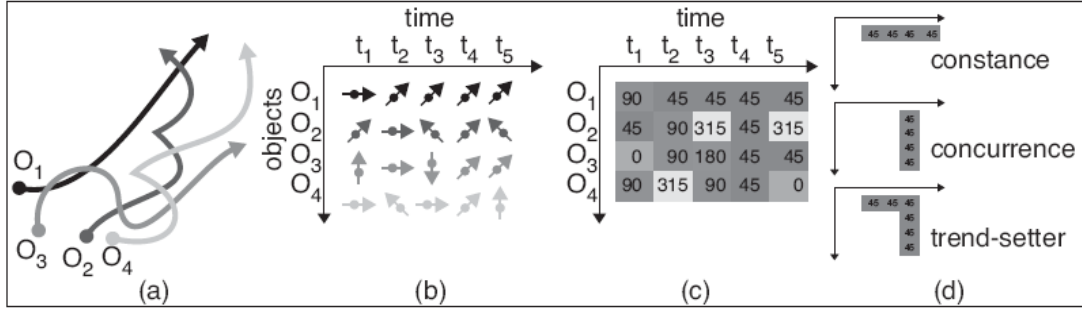 O1
O3
O2
O4
(a)
time
t1 t2 t3 t4 t5
objects
O1
O2
O3
O4
(b)
time
t1 t2 t3 t4 t5
O1 90 45 45 45 45
O2 45 90 315 45 315
O3 0 90 180 45 45
O4 90 315 90 45 0
(c)
45 45 45 45
constance
45
45
45
45
concurrence
45 45 45
45
45
45
trend-setter
(d)